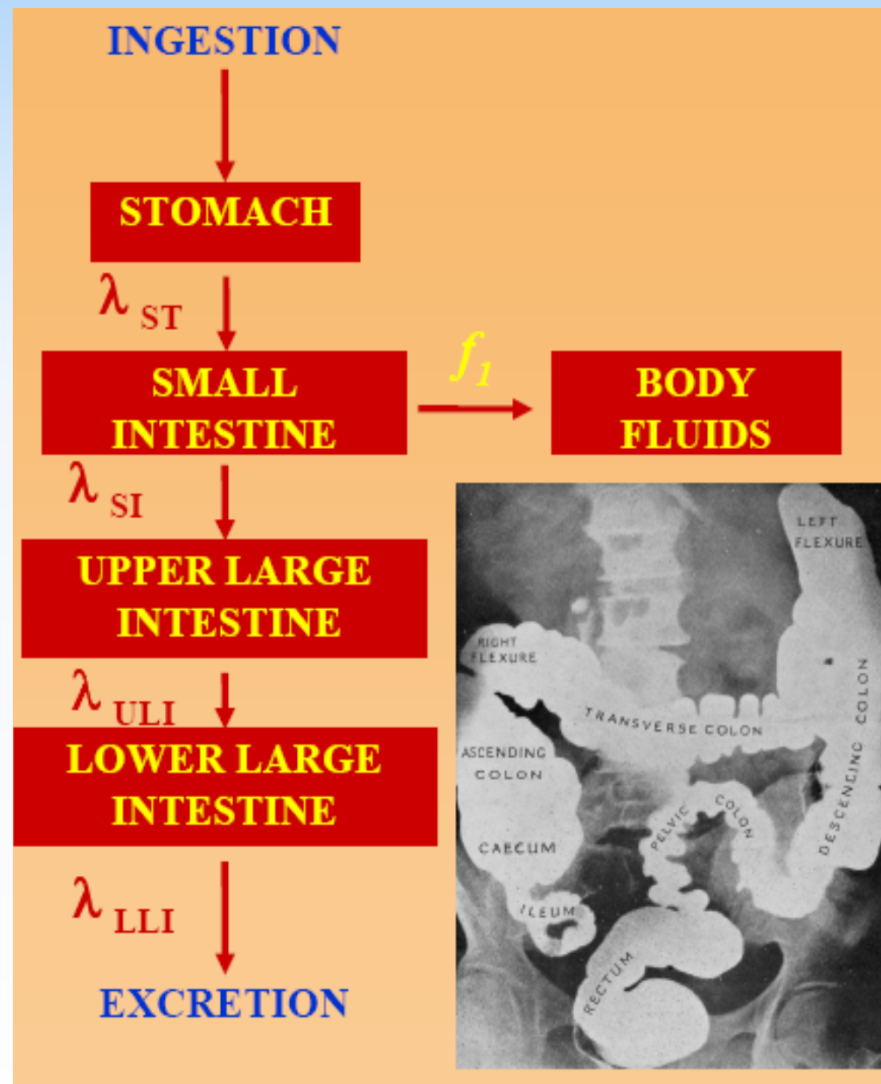 INGESTION
STOMACH
λ ST
SMALL
INTESTINE
f1
BODY
FLUIDS
λ SI
UPPER LARGE
INTESTINE
λ ULI
LOWER LARGE
INTESTINE
λ LLI
EXCRETION
LEFT
FLEXURE
RIGHT
FLEXURE
TRANSVERSE COLON
ASCENDING
COLON
DESCENDING COLON
PELVIC COLON
CAECUM
ILEUM
RECTUM